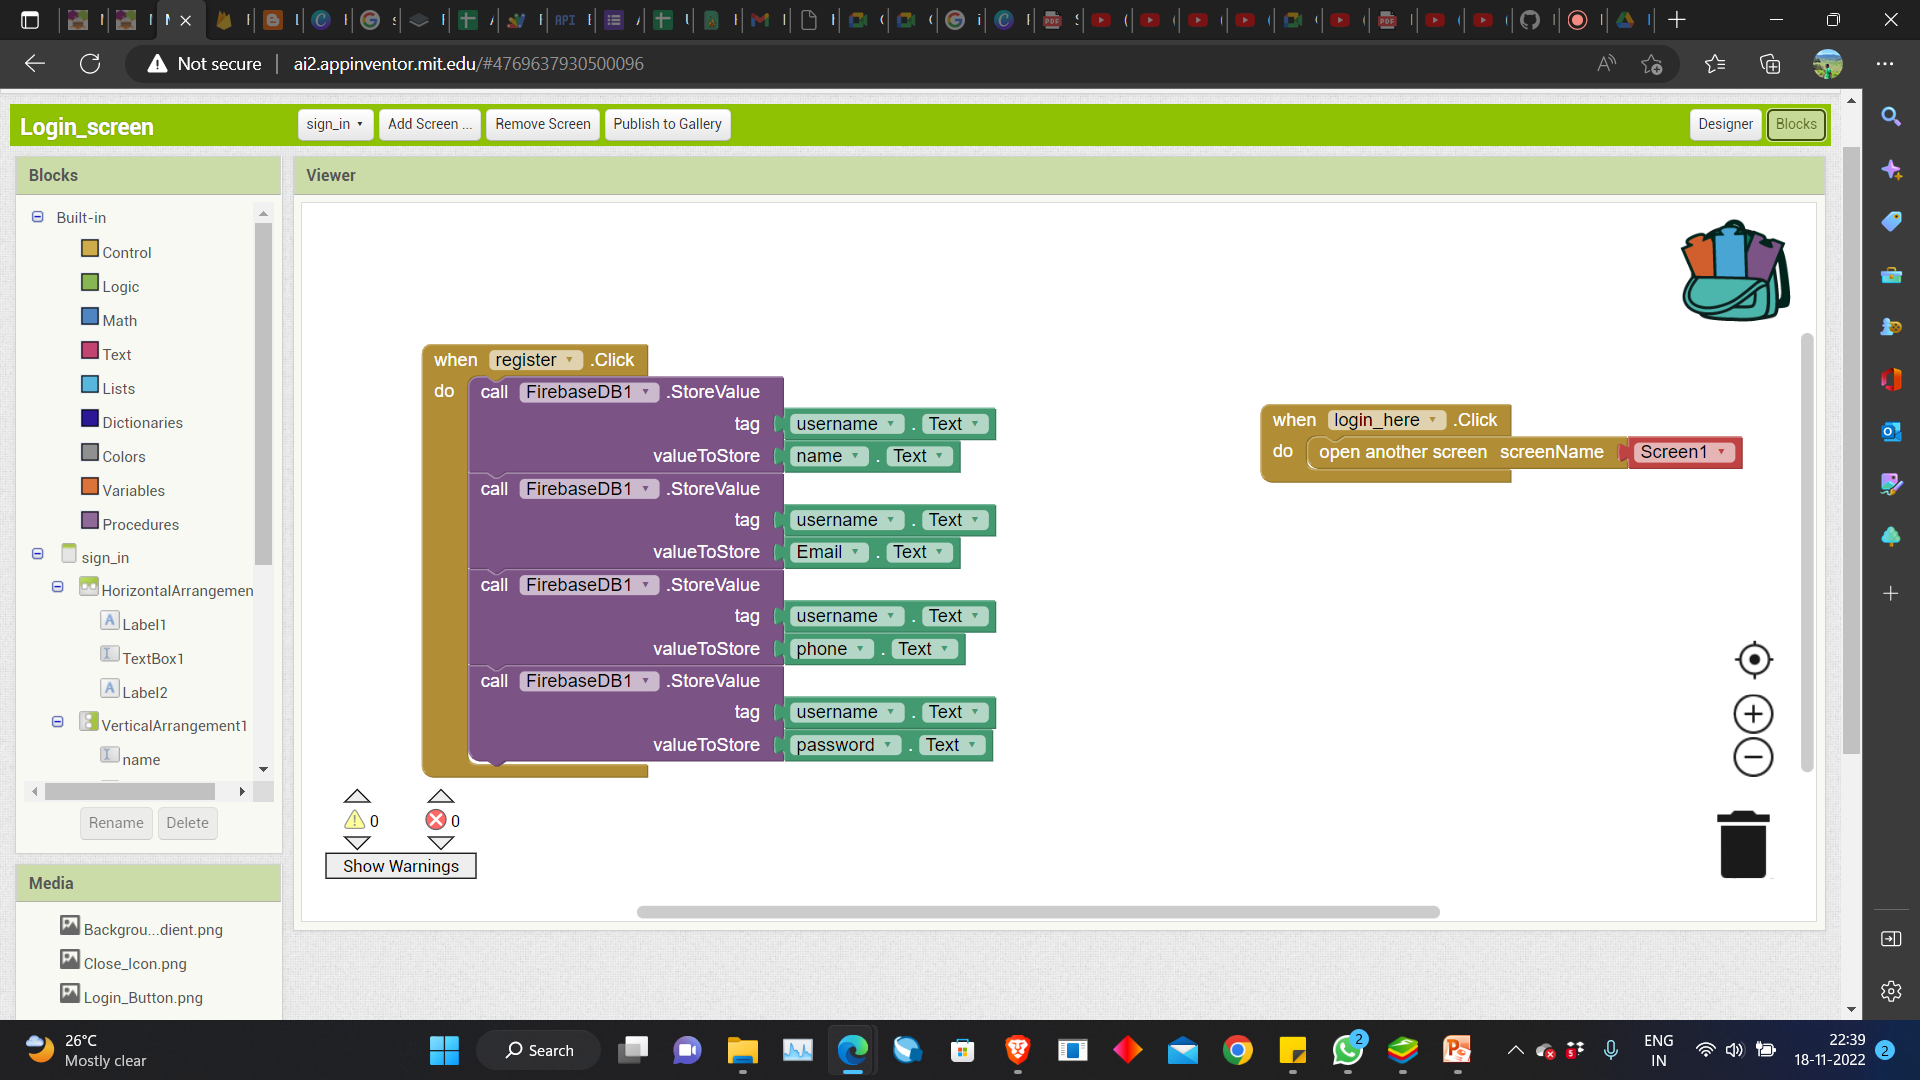 Not secure
ai2.appinventor.mit.edu/#4769637930500096
Login_screen
sign_in
Add Screen ...
Remove Screen
Publish to Gallery
Designer
Blocks
Blocks
Viewer
Built-in
Control
Logic
Math
Text
Lists
Dictionaries
Colors
Variables
Procedures
sign_in
HorizontalArrangemen
Label1
TextBox1
Label2
VerticalArrangement1
name
Rename
Delete
Media
Backgrou...dient.png
Close_Icon.png
Login_Button.png
when register .Click
do call FirebaseDB1 .StoreValue
tag username . Text
valueToStore name . Text
call FirebaseDB1 .StoreValue
tag username . Text
valueToStore Email . Text
call FirebaseDB1 .StoreValue
tag username . Text
valueToStore phone . Text
call FirebaseDB1 .StoreValue
tag username . Text
valueToStore password . Text
when login_here .Click
do open another screen screenName Screen1
0 0
Show Warnings
26°C
Mostly clear
Search
2
ENG
IN
22:39
18-11-2022
2